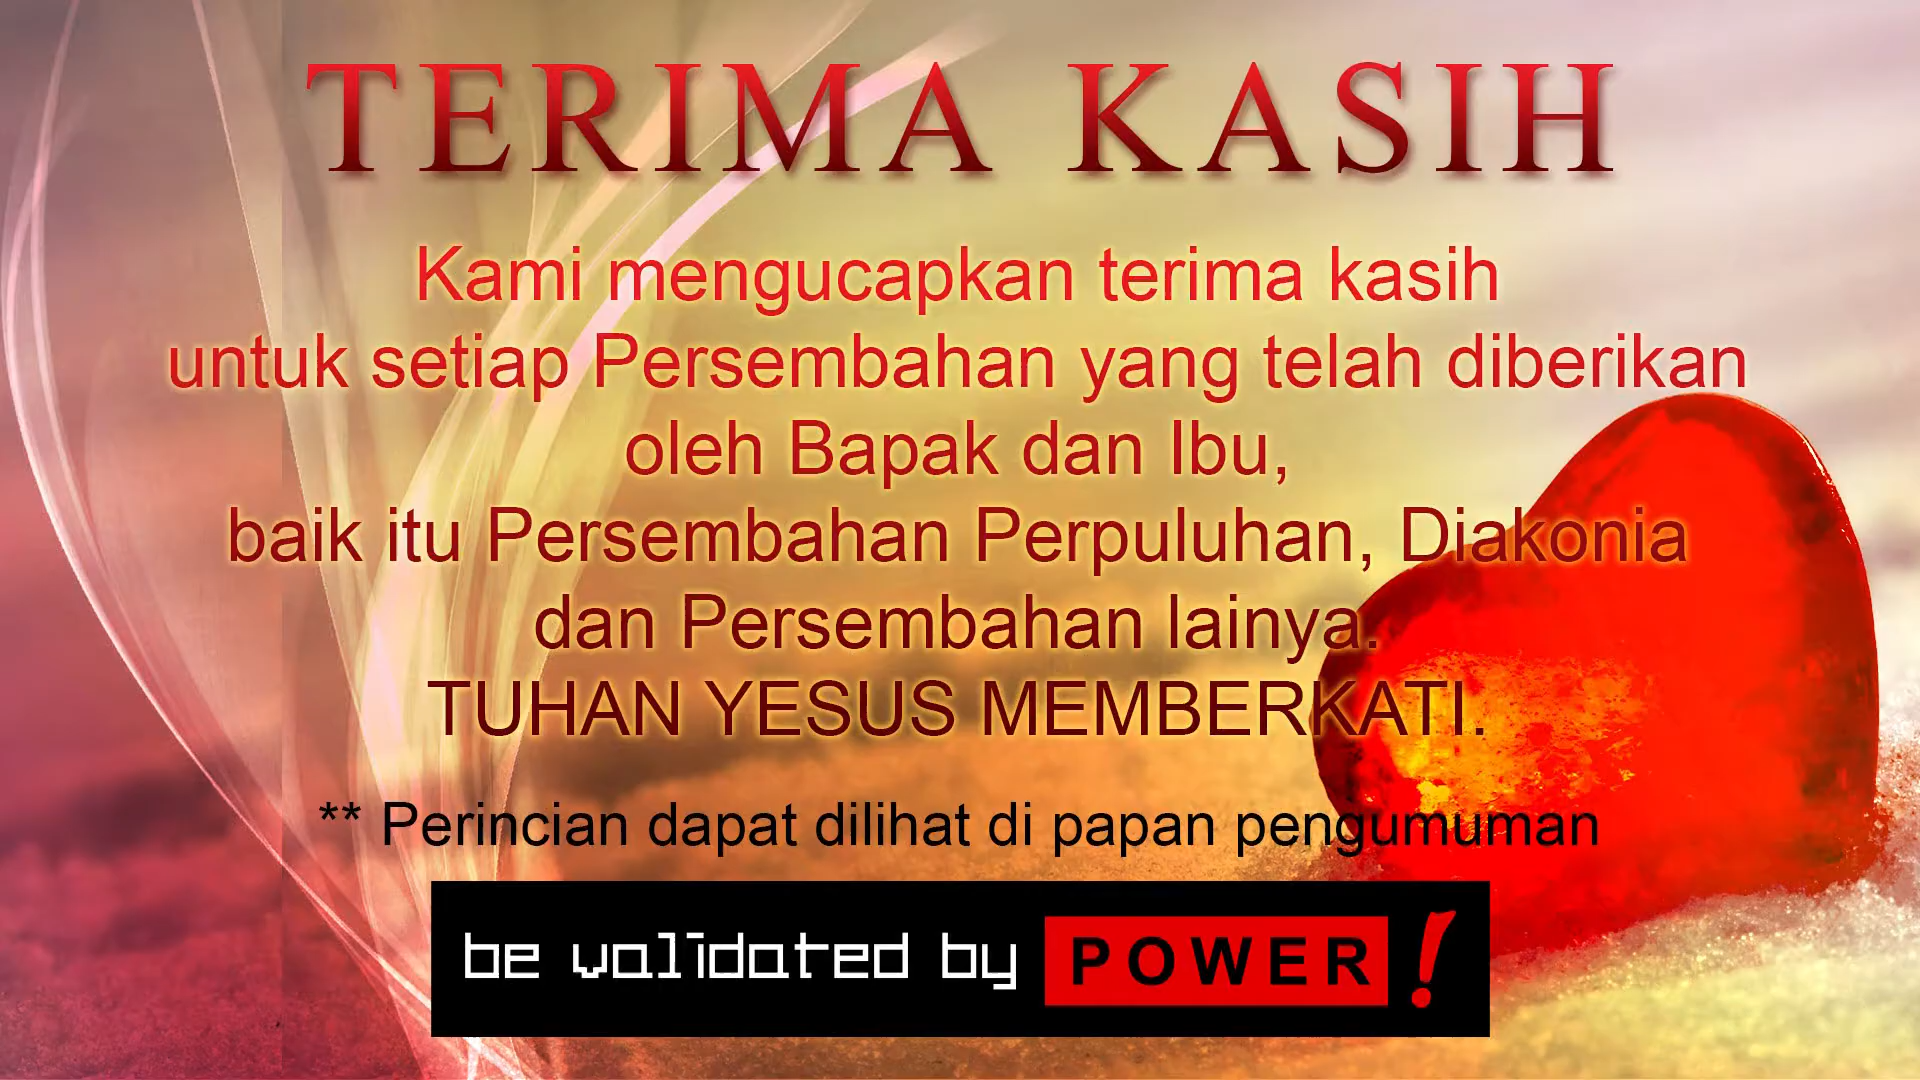 TERIMA KASIH
Kami mengucapkan terima kasih
untuk setiap Persembahan yang telah diberikan
oleh Bapak dan Ibu,
baik itu Persembahan Perpuluhan, Diakonia
dan Persembahan lainya.
TUHAN YESUS MEMBERKATI.
** Perincian dapat dilihat di papan pengumuman
be validated by POWER!